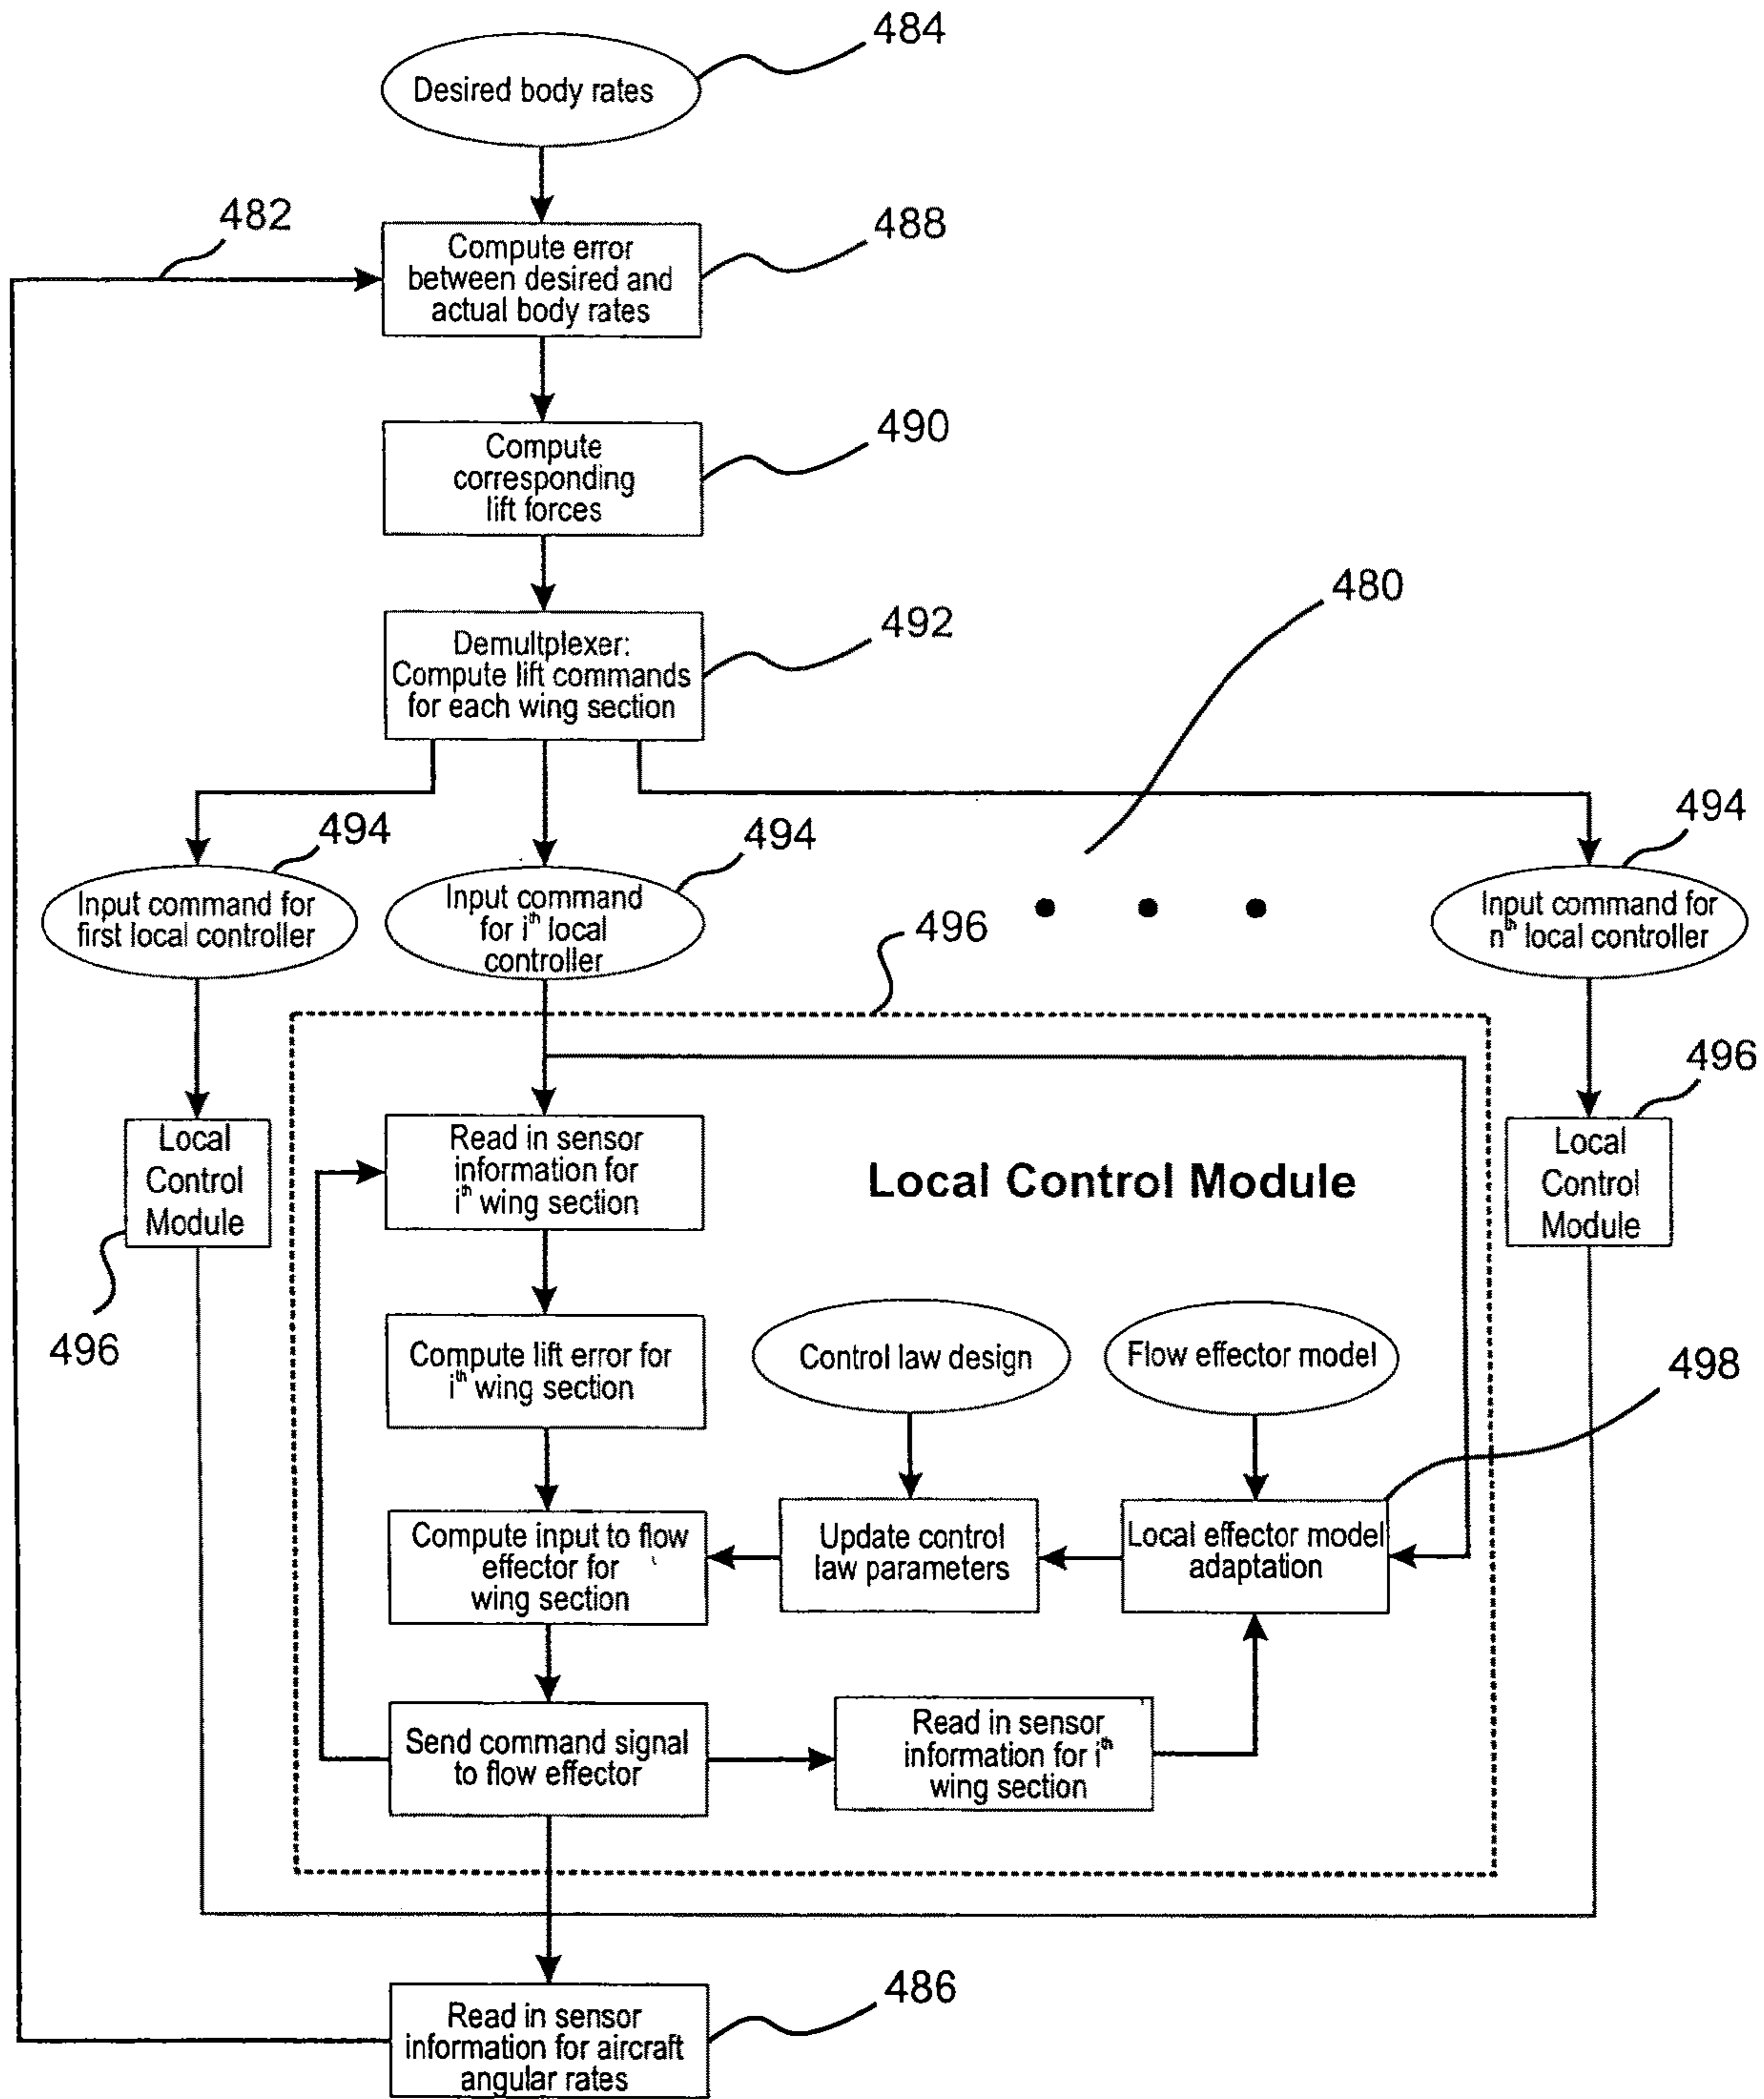 484
Desired body rates
482
488
Compute error
between desired and
actual body rates
490
Compute
corresponding
lift forces
480
492
Demultplexer:
Compute lift commands
for each wing section
494
494
494
Input command for
first local controller
Input command
for ith local
controller
Input command for
nth local controller
496
496
Local
Control
Module
496
Read in sensor
information for
ith wing section
Local Control Module
Local
Control
Module
Compute lift error for
ith wing section
Control law design
Flow effector model
498
Compute input to flow
effector for
wing section
Update control
law parameters
Local effector model
adaptation
Send command signal
to flow effector
Read in sensor
information for ith
wing section
486
Read in sensor
information for aircraft
angular rates